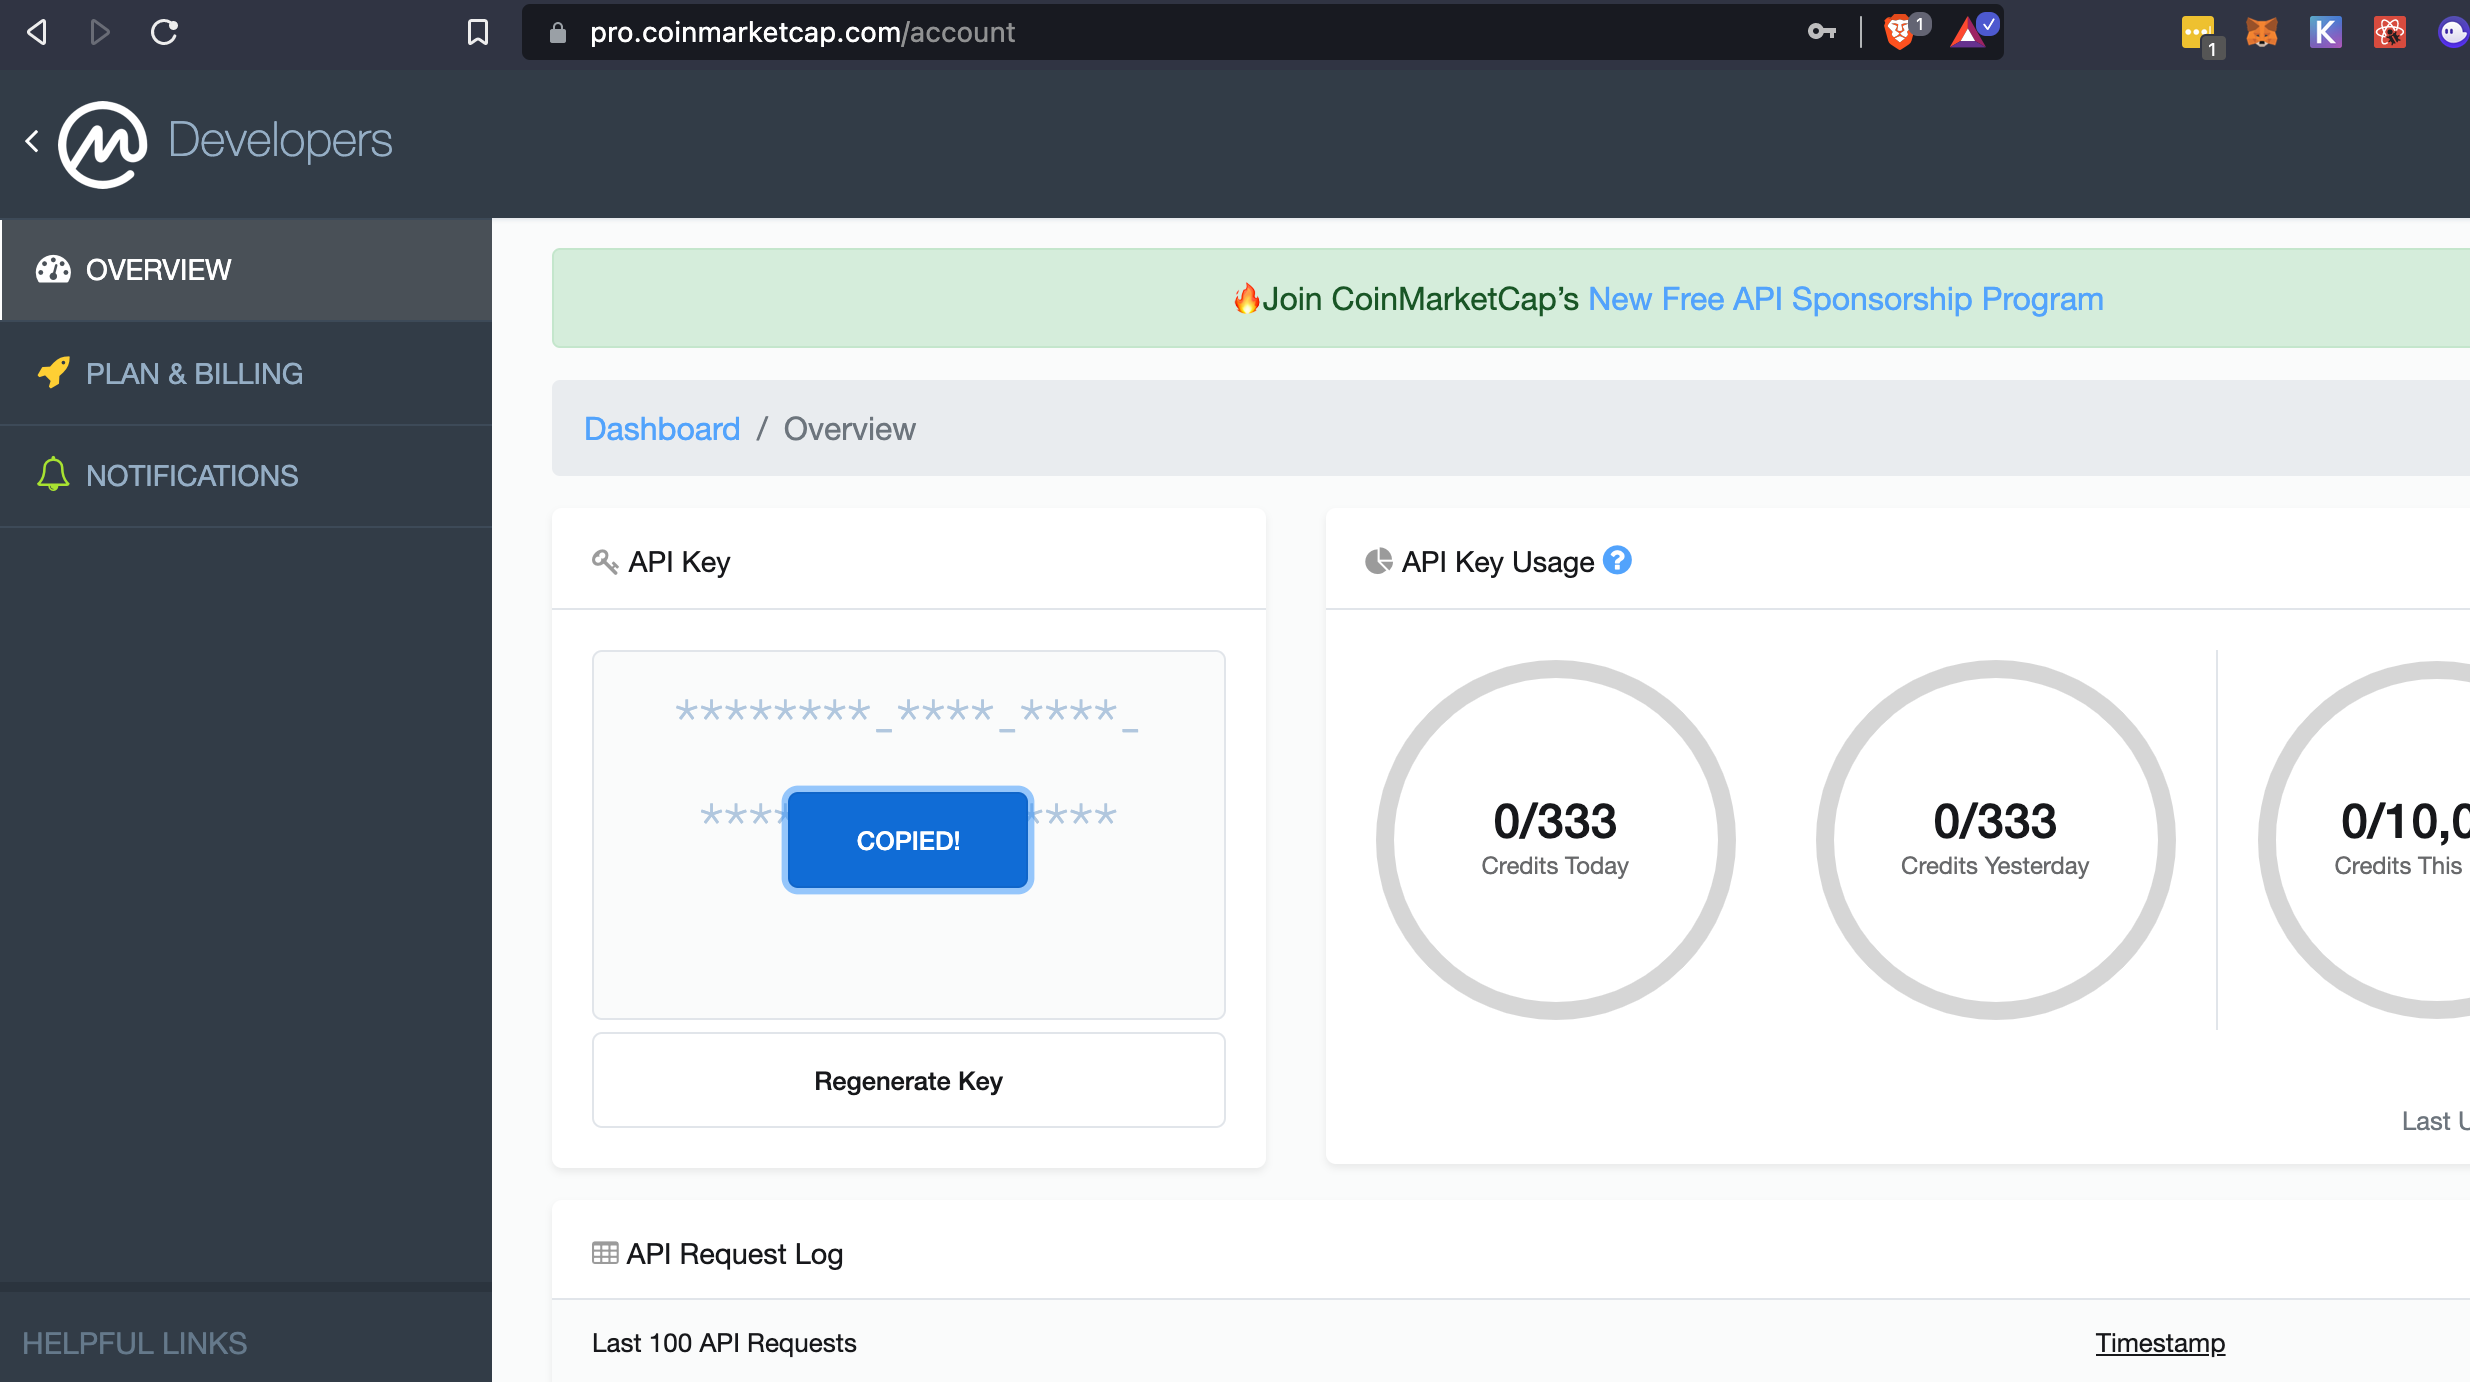 pro.coinmarketcap.com/account
1
1
K
Developers
OVERVIEW
PLAN & BILLING
NOTIFICATIONS
HELPFUL LINKS
🔥Join CoinMarketCap’s New Free API Sponsorship Program
Dashboard / Overview
API Key
********_****_****_
**** ****
COPIED!
Regenerate Key
API Key Usage ?
0/333
Credits Today
0/333
Credits Yesterday
0/10,0
Credits This
Last U
API Request Log
Last 100 API Requests
Timestamp